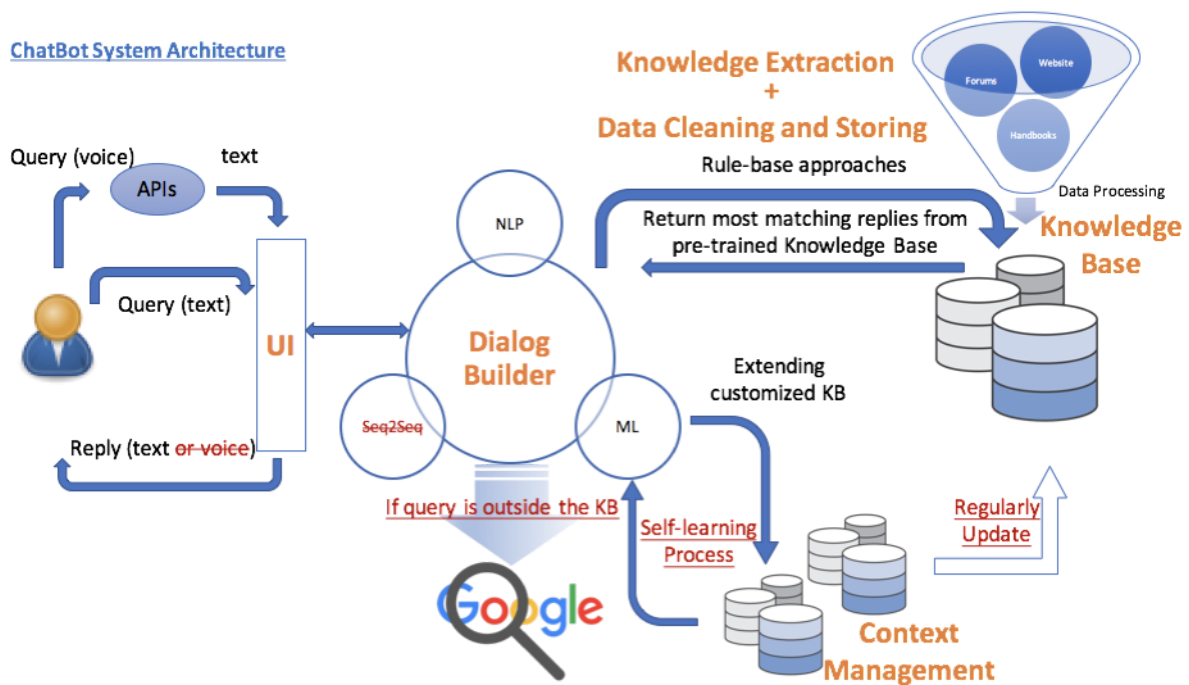 ChatBot System Architecture
Knowledge Extraction
+
Data Cleaning and Storing
Forums
Website
Handbooks
Data Processing
Knowledge
Base
Query (voice)
APIs
text
Query (text)
UI
Reply (text or voice)
NLP
Dialog
Builder
Seq2Seq
ML
Rule-base approaches
Return most matching replies from
pre-trained Knowledge Base
Extending
customized KB
If query is outside the KB
Google
Self-learning
Process
Regularly
Update
Context
Management